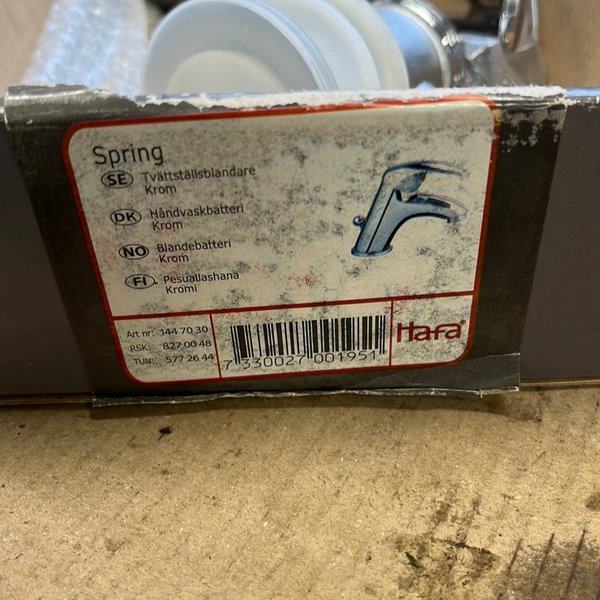 Spring
SE Tvättställsblandare
Krom
DK Håndvaskbatteri
Krom
NO Blandebatteri
Krom
FI Pesuallashana
Kromi
Art nr: 144 70 30
RSK: 827 00 48
TUN: 577 26 44
7 330027 001951
Hafa